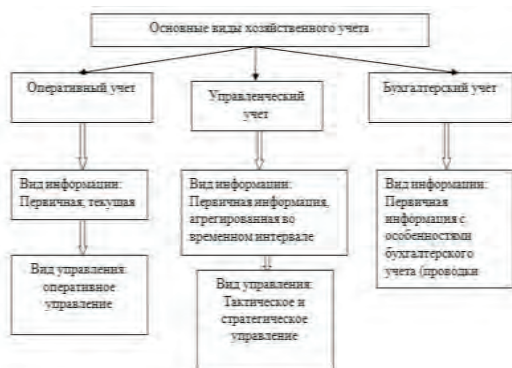 Основные виды хозяйственного учета
Оперативный учет
Управленческий
учет
Бухгалтерский учет
Вид информации:
Первичная, текущая
Вид информации:
Первичная информация,
агрегированная во
временном интервале
Вид информации:
Первичная
информация с
особенностями
бухгалтерского
учета (проводки
Вид управления:
оперативное
управление
Вид управления:
Тактическое и
стратегическое
управление